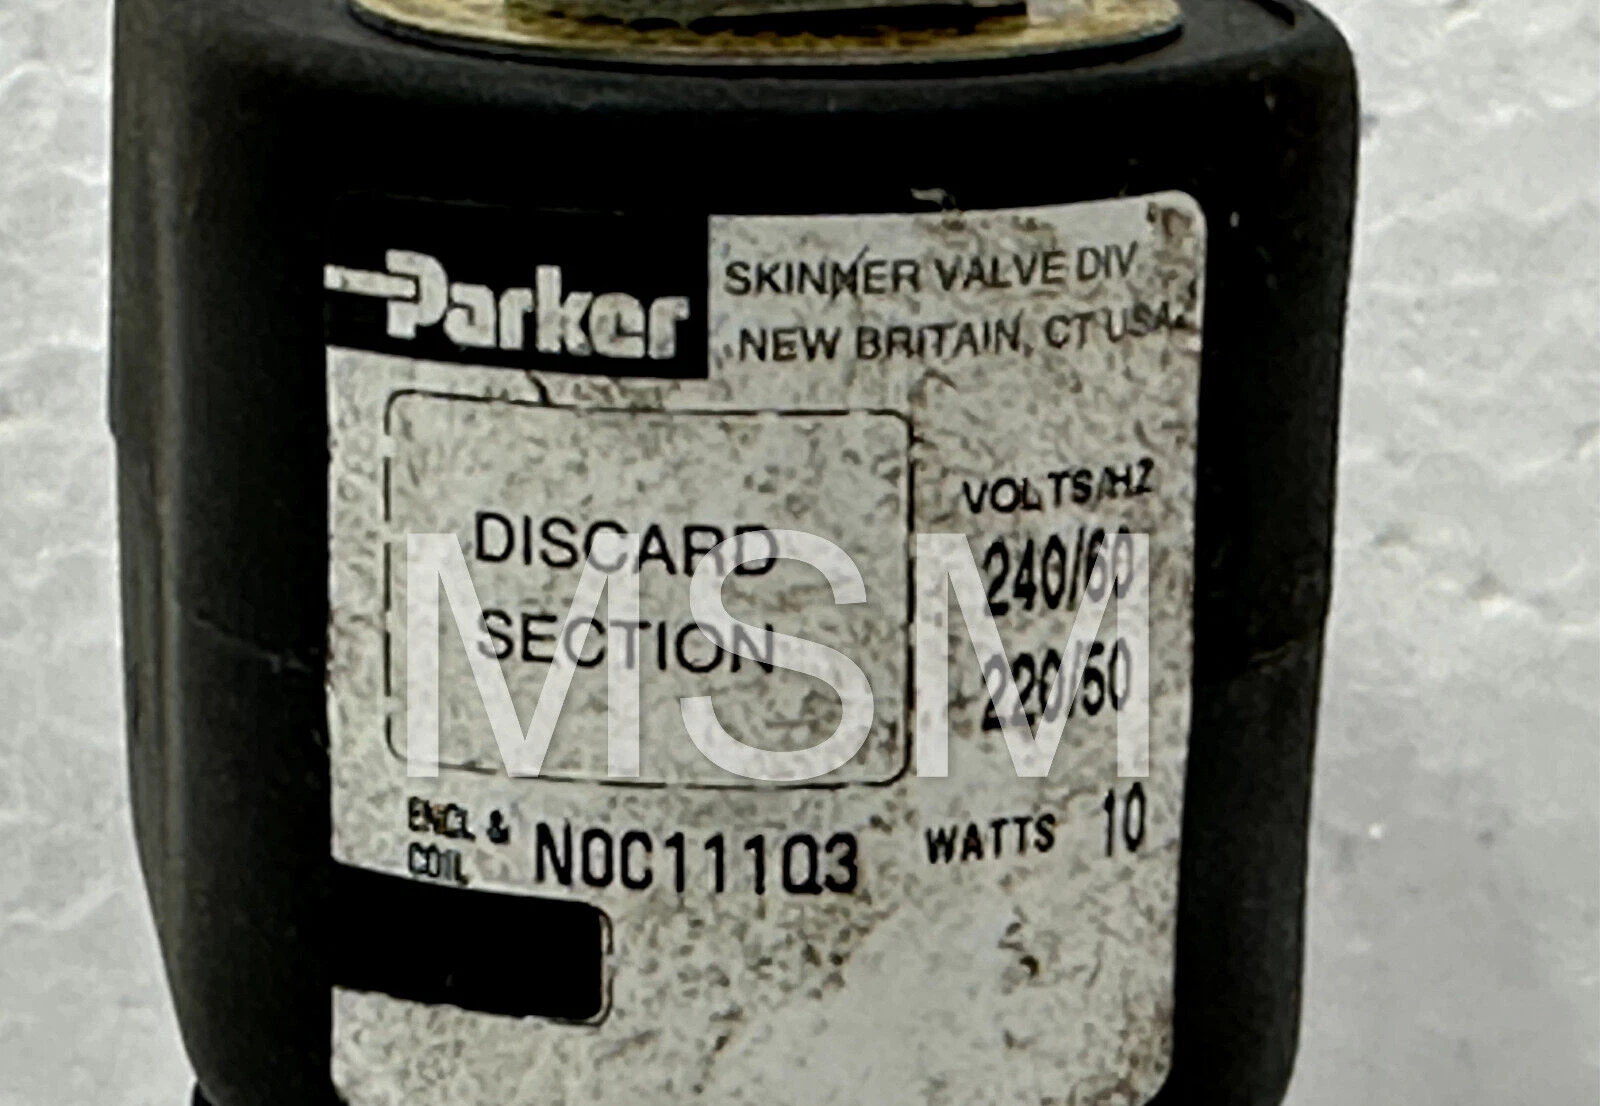 Parker
SKINNER VALVE DIV
NEW BRITAIN, CT USA
DISCARD
SECTION
VOLTS/HZ
240/60
220/50
ENCL &
COIL
N0C111Q3
WATTS 10
MSM